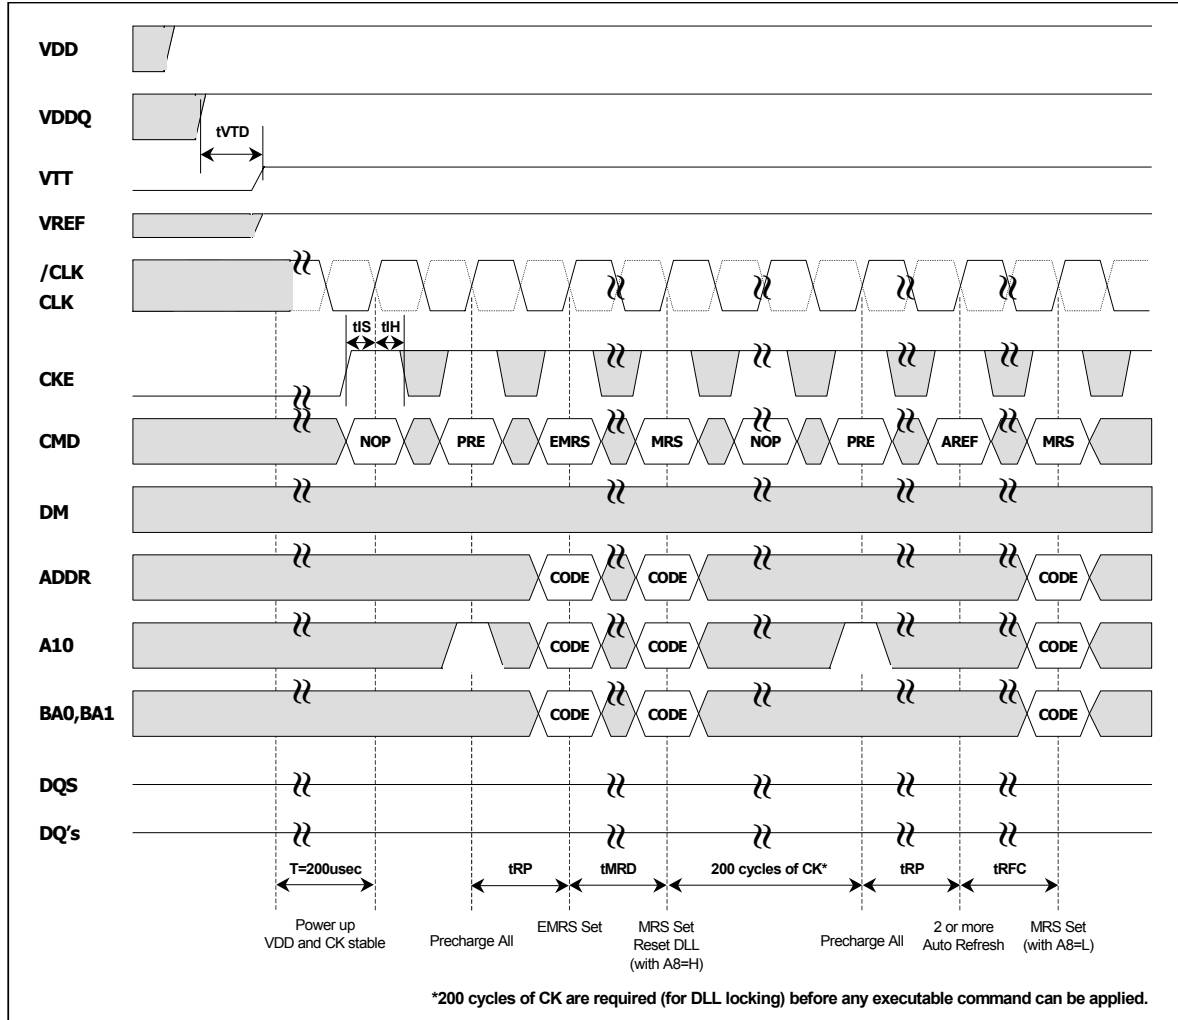 VDD
VDDQ
tVTD
VTT
VREF
/CLK
CLK
tIS tIH
CKE
CMD NOP PRE EMRS MRS NOP PRE AREF MRS
DM
ADDR CODE CODE CODE
A10 CODE CODE CODE
BA0,BA1 CODE CODE CODE
DQS
DQ's
T=200usec tRP tMRD 200 cycles of CK* tRP tRFC
Power up
VDD and CK stable
Precharge All
EMRS Set
MRS Set
Reset DLL
(with A8=H)
Precharge All
2 or more
Auto Refresh
MRS Set
(with A8=L)
*200 cycles of CK are required (for DLL locking) before any executable command can be applied.